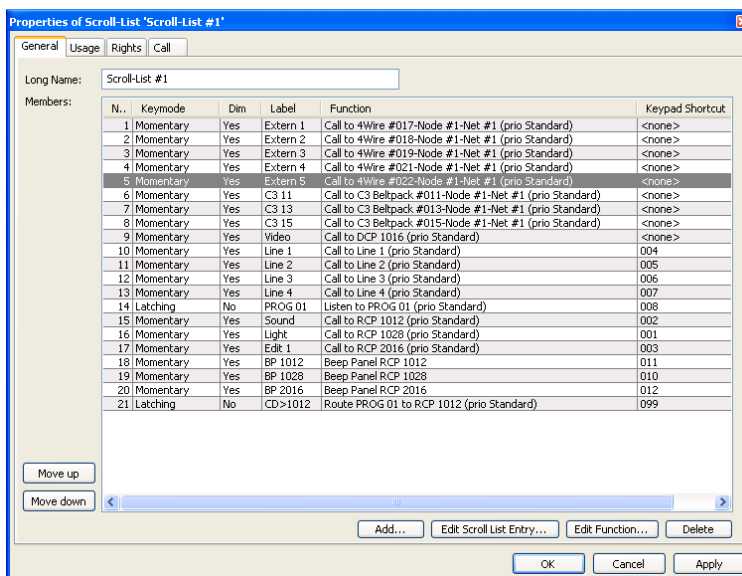 Properties of Scroll-List 'Scroll-List #1'
General Usage Rights Call
Long Name: Scroll-List #1
Members:
N.. Keymode Dim Label Function Keypad Shortcut
1 Momentary Yes Extern 1 Call to 4Wire #017-Node #1-Net #1 (prio Standard) <none>
2 Momentary Yes Extern 2 Call to 4Wire #018-Node #1-Net #1 (prio Standard) <none>
3 Momentary Yes Extern 3 Call to 4Wire #019-Node #1-Net #1 (prio Standard) <none>
4 Momentary Yes Extern 4 Call to 4Wire #021-Node #1-Net #1 (prio Standard) <none>
5 Momentary Yes Extern 5 Call to 4Wire #022-Node #1-Net #1 (prio Standard) <none>
6 Momentary Yes C3 11 Call to C3 Beltpack #011-Node #1-Net #1 (prio Standard) <none>
7 Momentary Yes C3 13 Call to C3 Beltpack #013-Node #1-Net #1 (prio Standard) <none>
8 Momentary Yes C3 15 Call to C3 Beltpack #015-Node #1-Net #1 (prio Standard) <none>
9 Momentary Yes Video Call to DCP 1016 (prio Standard) <none>
10 Momentary Yes Line 1 Call to Line 1 (prio Standard) 004
11 Momentary Yes Line 2 Call to Line 2 (prio Standard) 005
12 Momentary Yes Line 3 Call to Line 3 (prio Standard) 006
13 Momentary Yes Line 4 Call to Line 4 (prio Standard) 007
14 Latching No PROG 01 Listen to PROG 01 (prio Standard) 008
15 Momentary Yes Sound Call to RCP 1012 (prio Standard) 002
16 Momentary Yes Light Call to RCP 1028 (prio Standard) 001
17 Momentary Yes Edit 1 Call to RCP 2016 (prio Standard) 003
18 Momentary Yes BP 1012 Beep Panel RCP 1012 011
19 Momentary Yes BP 1028 Beep Panel RCP 1028 010
20 Momentary Yes BP 2016 Beep Panel RCP 2016 012
21 Latching No CD>1012 Route PROG 01 to RCP 1012 (prio Standard) 099
Move up
Move down
Add... Edit Scroll List Entry... Edit Function... Delete
OK Cancel Apply